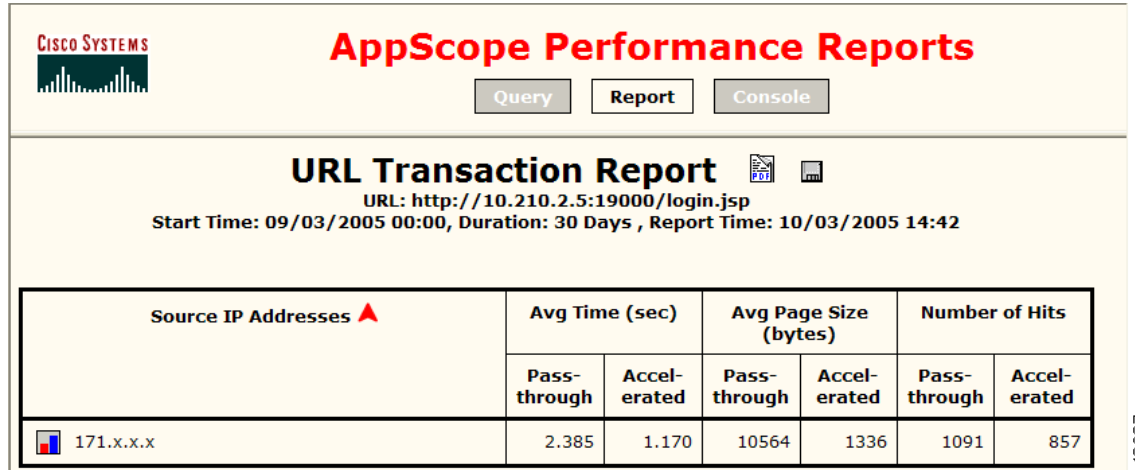 CISCO SYSTEMS
AppScope Performance Reports
Query Report Console
URL Transaction Report PDF
URL: http://10.210.2.5:19000/login.jsp
Start Time: 09/03/2005 00:00, Duration: 30 Days , Report Time: 10/03/2005 14:42
Source IP Addresses Avg Time (sec) Avg Page Size (bytes) Number of Hits
Pass-through Accel-erated Pass-through Accel-erated Pass-through Accel-erated
171.x.x.x 2.385 1.170 10564 1336 1091 857